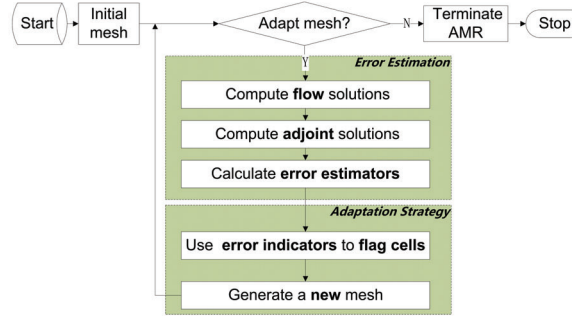 Start
Initial
mesh
Adapt mesh?
N
Terminate
AMR
Stop
Y
Error Estimation
Compute flow solutions
Compute adjoint solutions
Calculate error estimators
Adaptation Strategy
Use error indicators to flag cells
Generate a new mesh